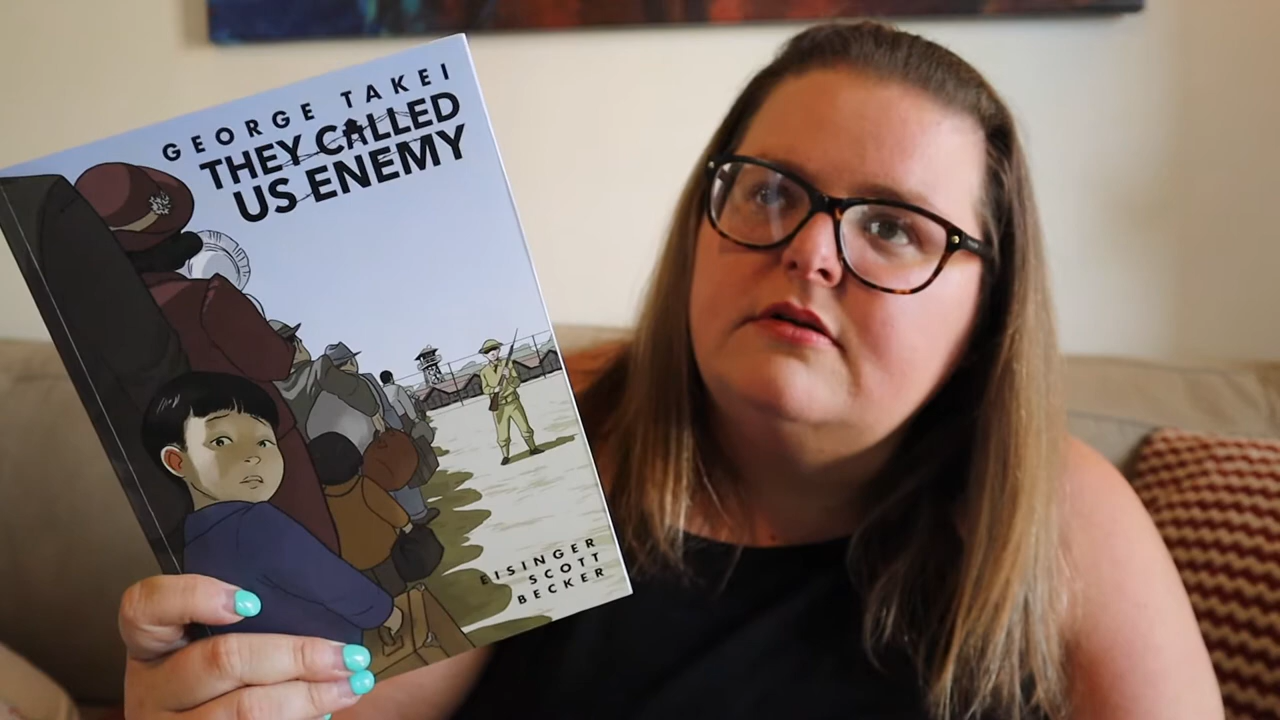 GEORGE TAKEI
THEY CALLED
US ENEMY
EISINGER
SCOTT
BECKER